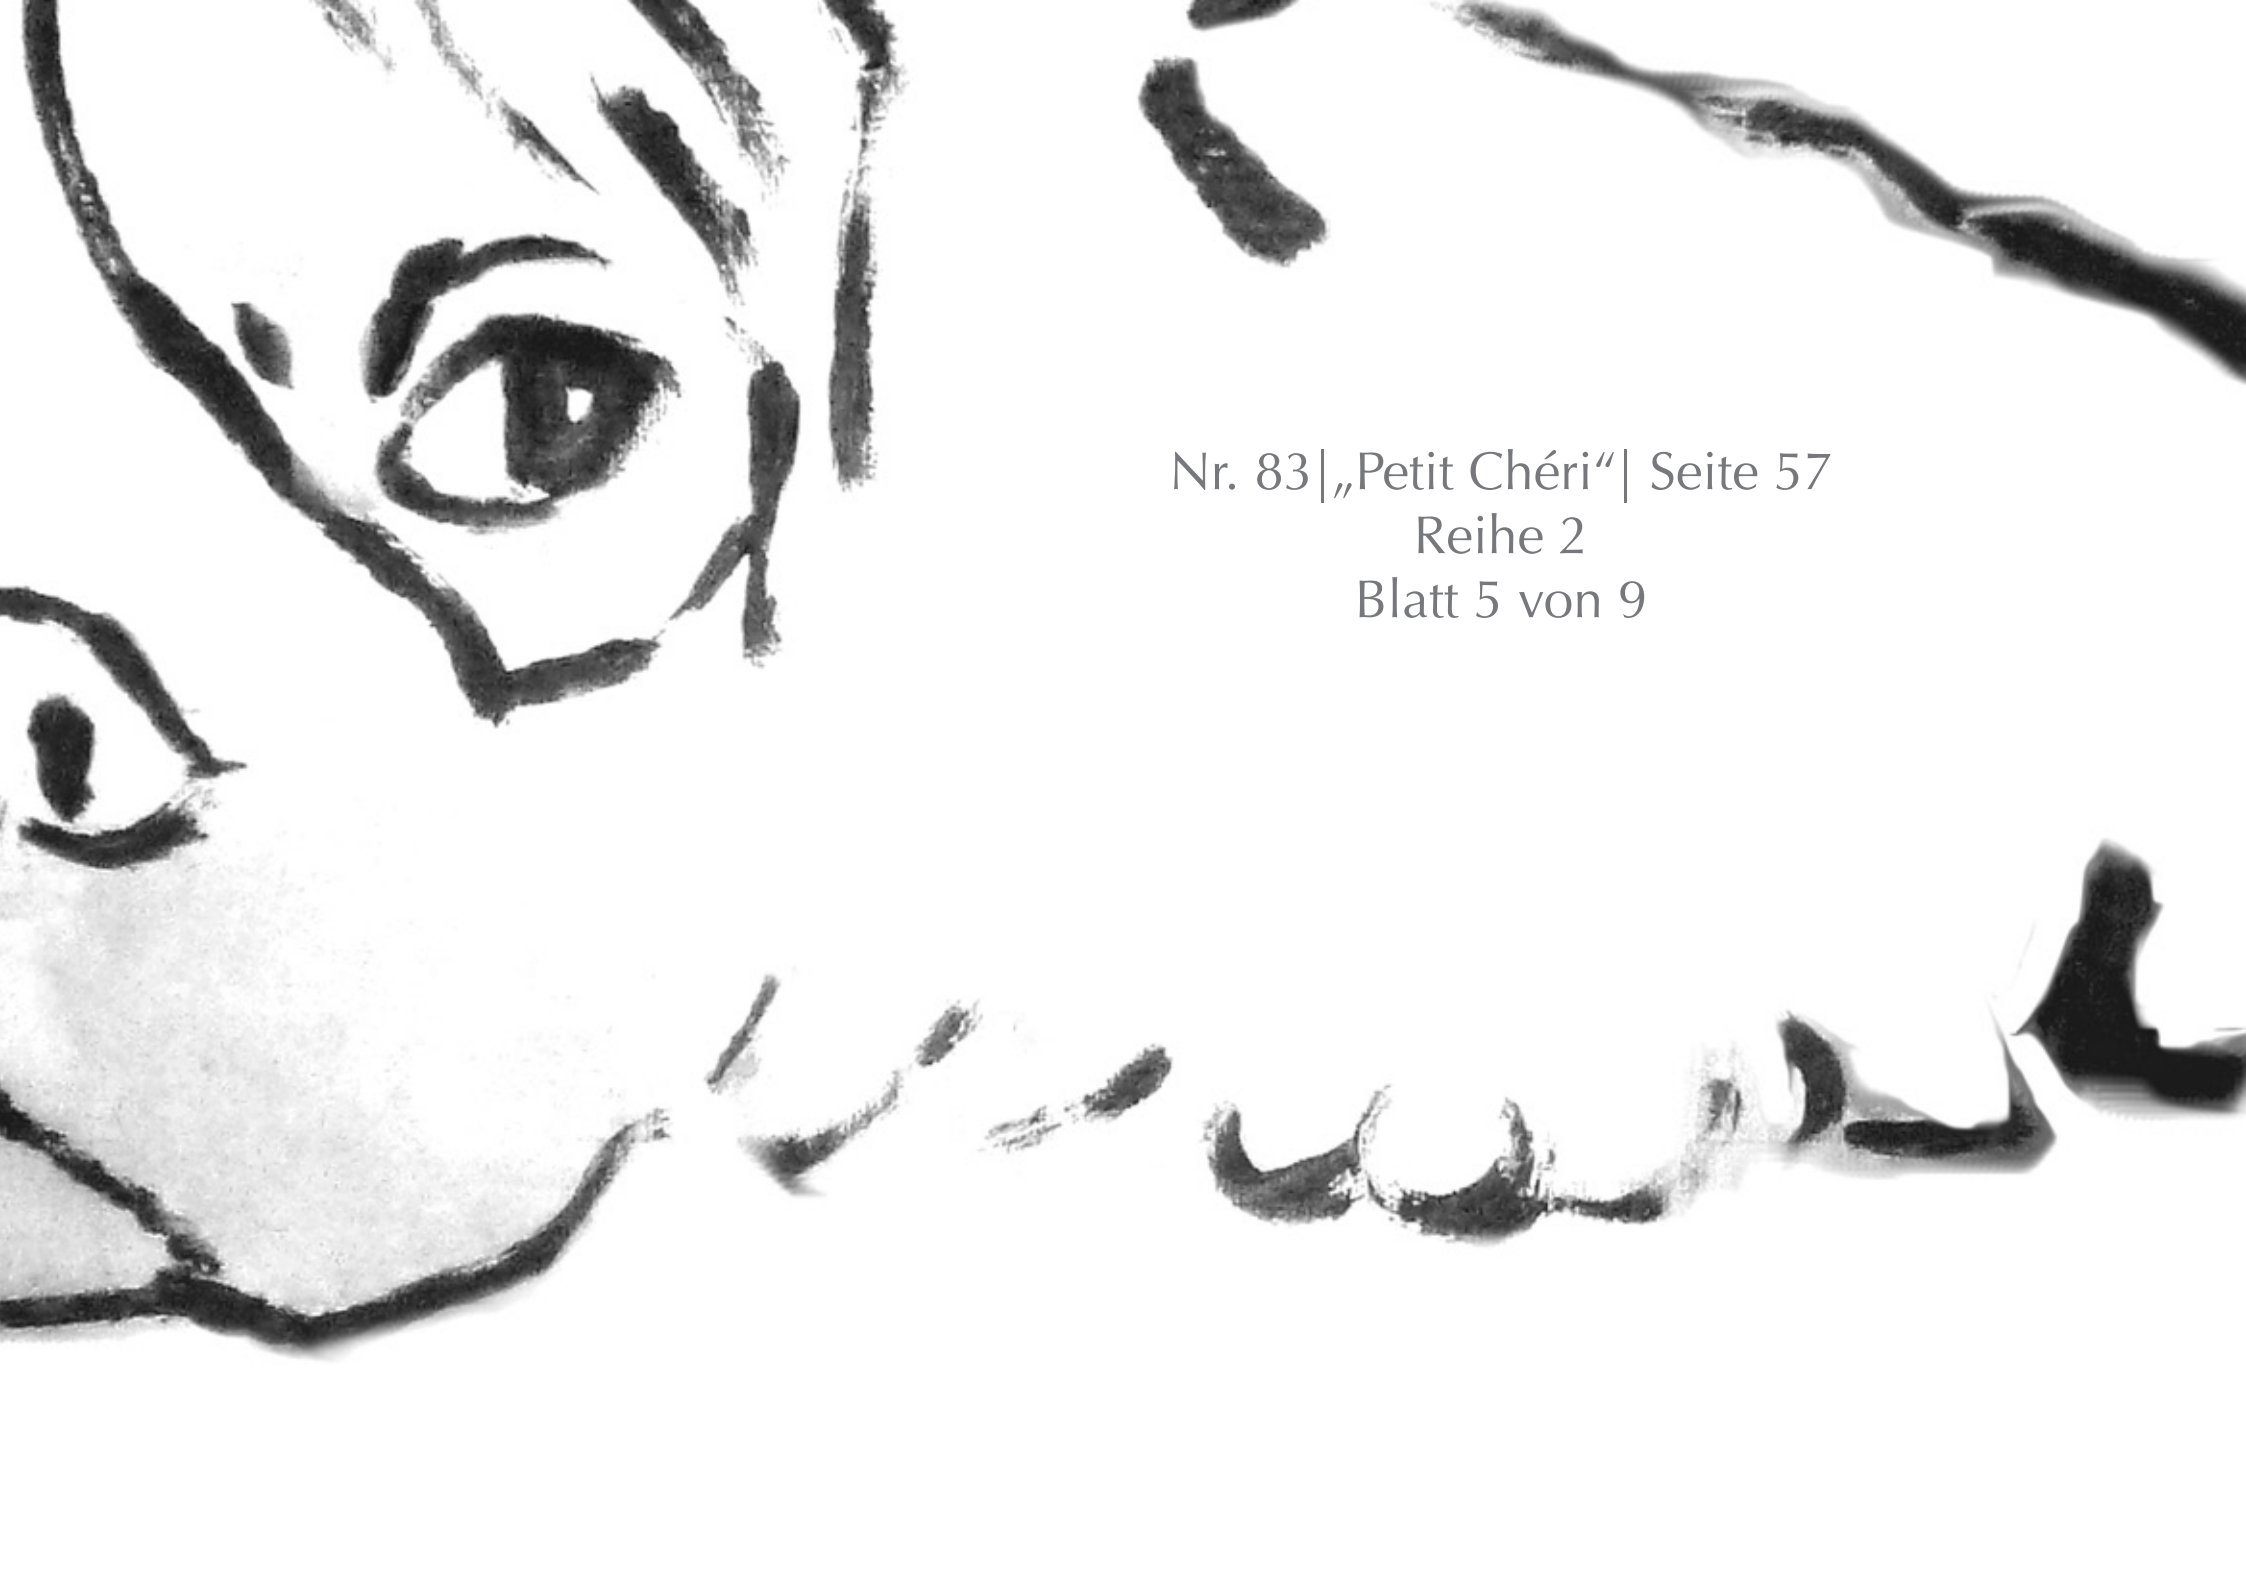 Nr. 83|„Petit Chéri“| Seite 57
Reihe 2
Blatt 5 von 9